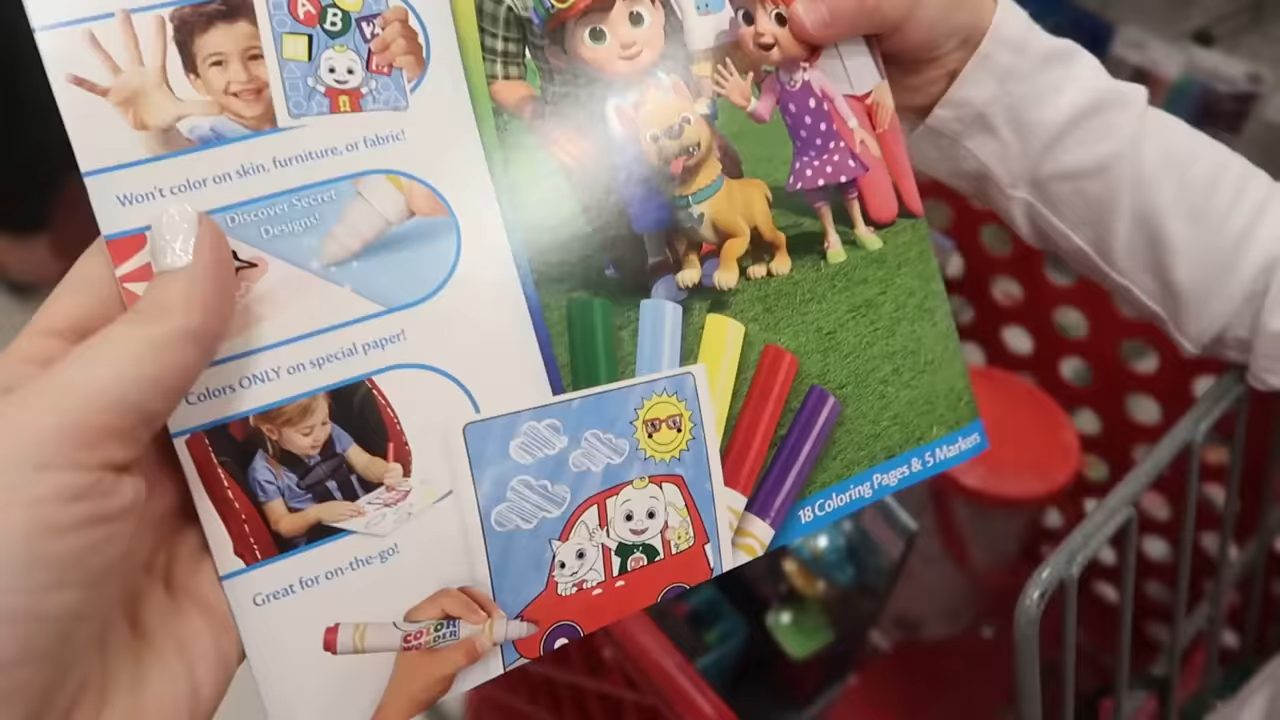 A
B
Won't color on skin, furniture, or fabric!
Discover Secret
Designs!
Colors ONLY on special paper!
Great for on-the-go!
COLOR
WONDER
18 Coloring Pages & 5 Markers